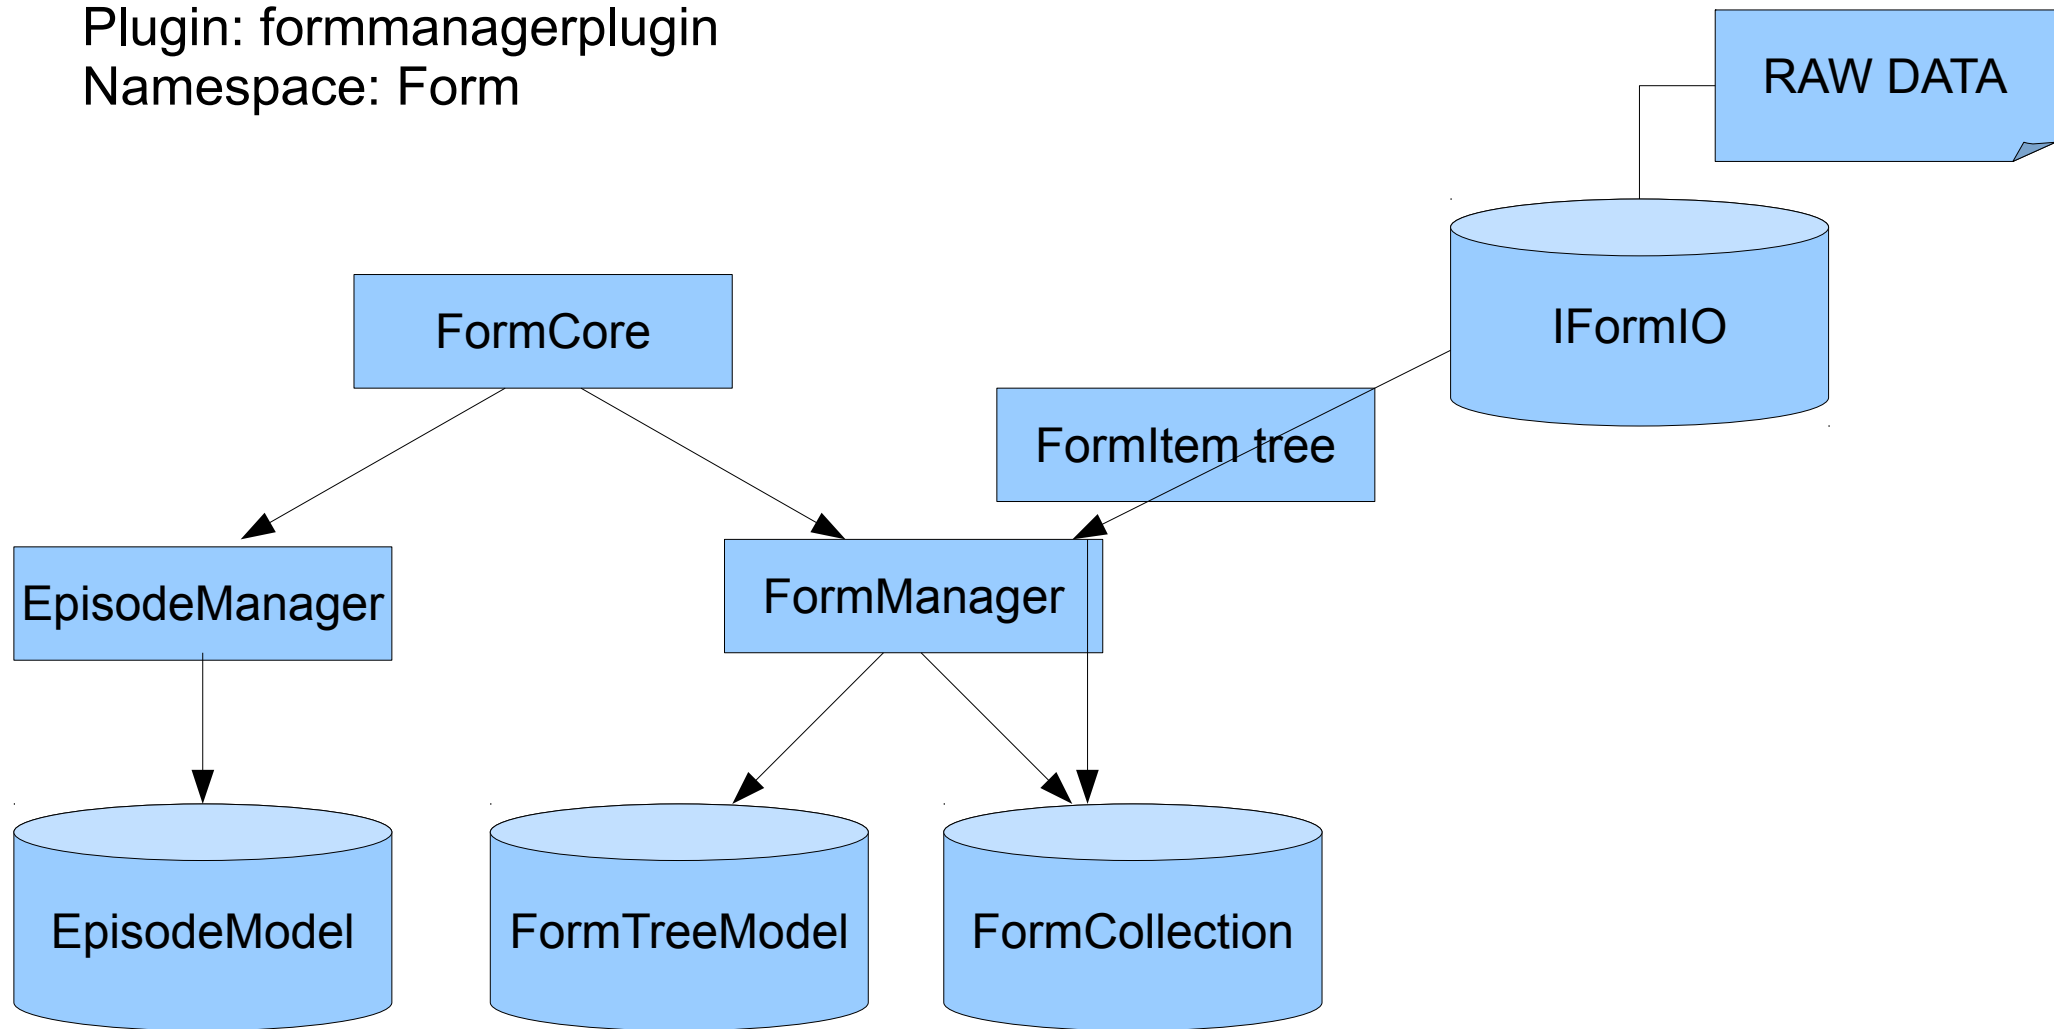 Plugin: formmanagerplugin
Namespace: Form
RAW DATA
IFormIO
FormCore
FormItem tree
EpisodeManager
FormManager
EpisodeModel
FormTreeModel
FormCollection